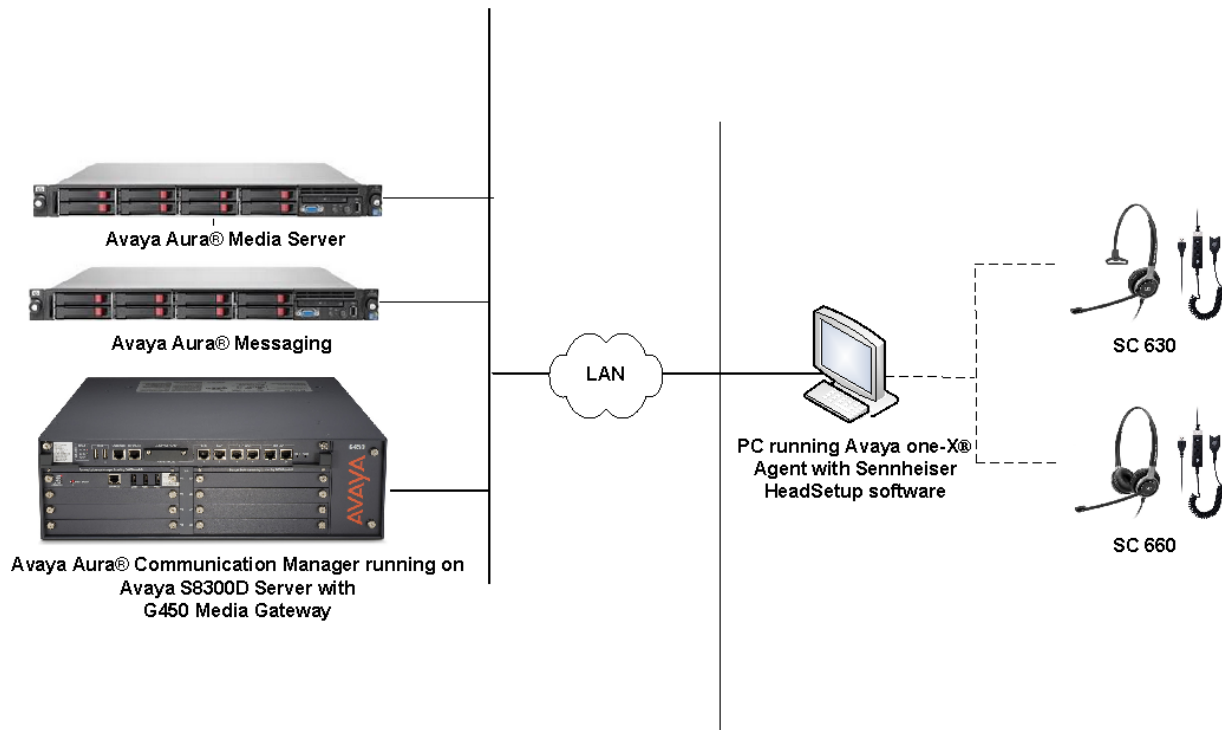 Avaya Aura® Media Server
Avaya Aura® Messaging
G450
AVAYA
Avaya Aura® Communication Manager running on
Avaya S8300D Server with
G450 Media Gateway
LAN
PC running Avaya one-X®
Agent with Sennheiser
HeadSetup software
SC 630
SC 660